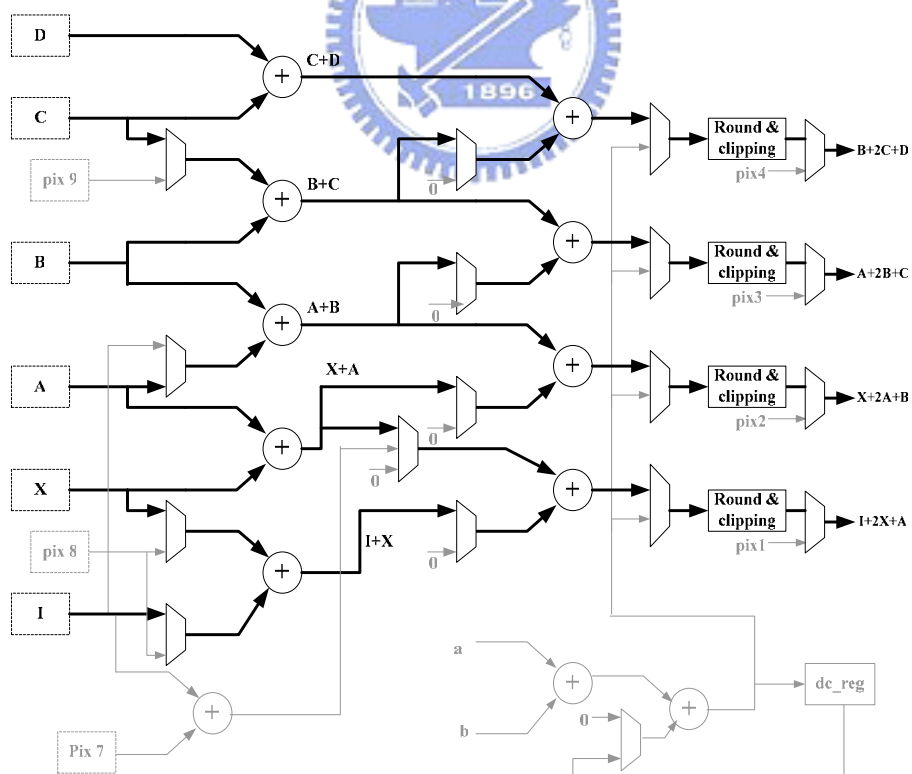 D
C+D
1896
C
Round &
clipping
pix4
B+2C+D
pix 9
0
B+C
B
Round &
clipping
pix3
A+2B+C
0
A+B
A
X+A
Round &
clipping
pix2
X+2A+B
0
0
X
Round &
clipping
pix1
I+2X+A
pix 8
I+X
0
I
a
b
0
dc_reg
Pix 7